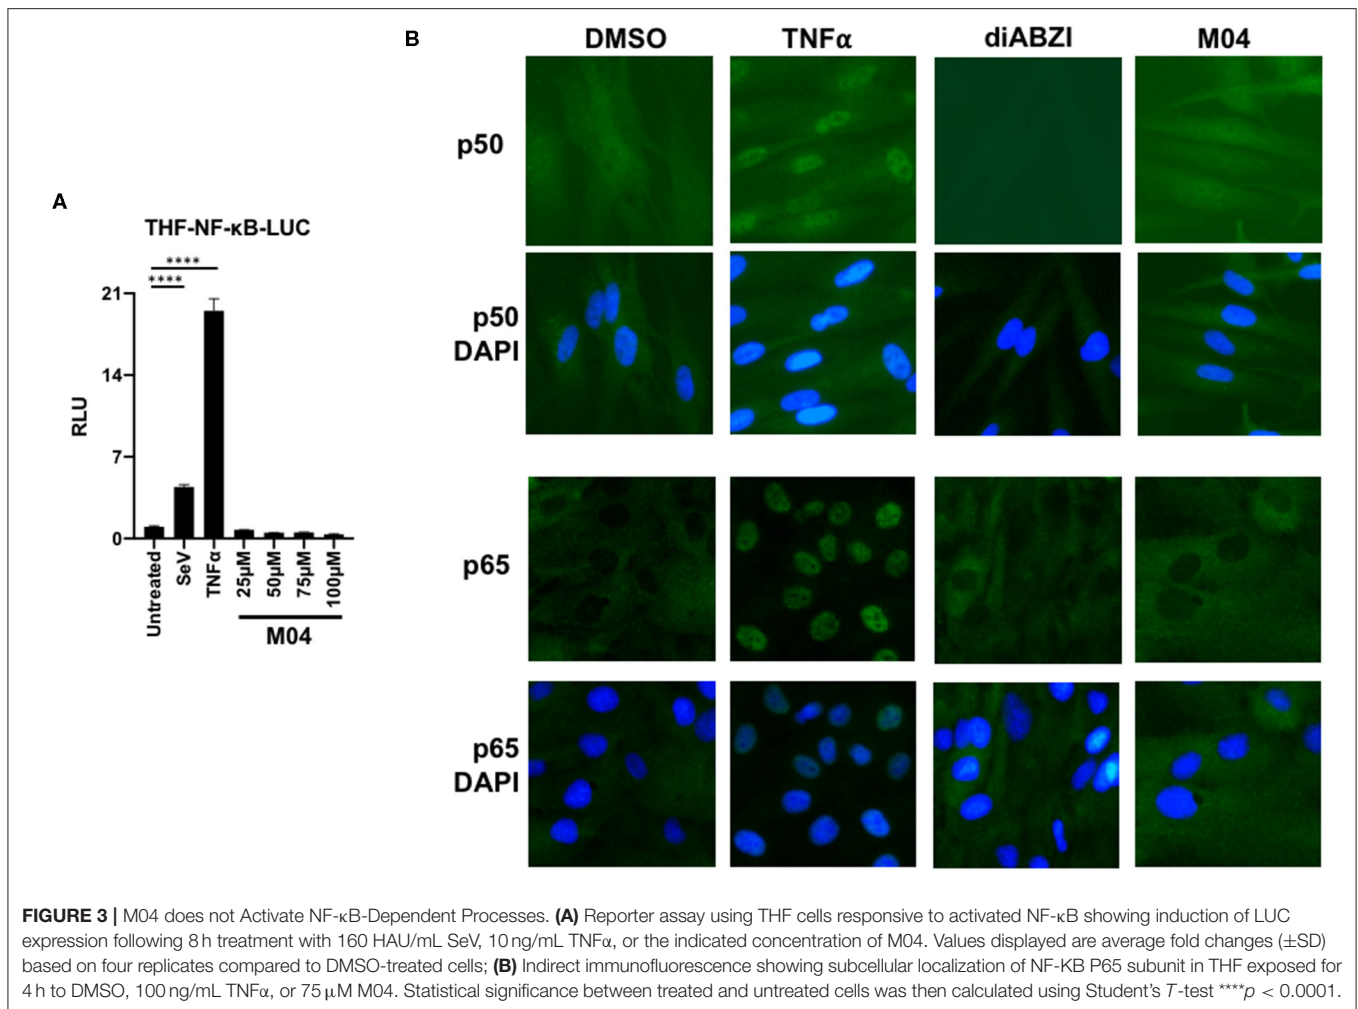 A
THF-NF-κB-LUC
****
****
RLU
21
14
7
0
Untreated
SeV
TNFα
25μM
50μM
75μM
100μM
M04
B
DMSO TNFα diABZI M04
p50
p50
DAPI
p65
p65
DAPI
FIGURE 3 | M04 does not Activate NF-κB-Dependent Processes. (A) Reporter assay using THF cells responsive to activated NF-κB showing induction of LUC
expression following 8 h treatment with 160 HAU/mL SeV, 10 ng/mL TNFα, or the indicated concentration of M04. Values displayed are average fold changes (±SD)
based on four replicates compared to DMSO-treated cells; (B) Indirect immunofluorescence showing subcellular localization of NF-KB P65 subunit in THF exposed for
4 h to DMSO, 100 ng/mL TNFα, or 75 μM M04. Statistical significance between treated and untreated cells was then calculated using Student's T-test ****p < 0.0001.